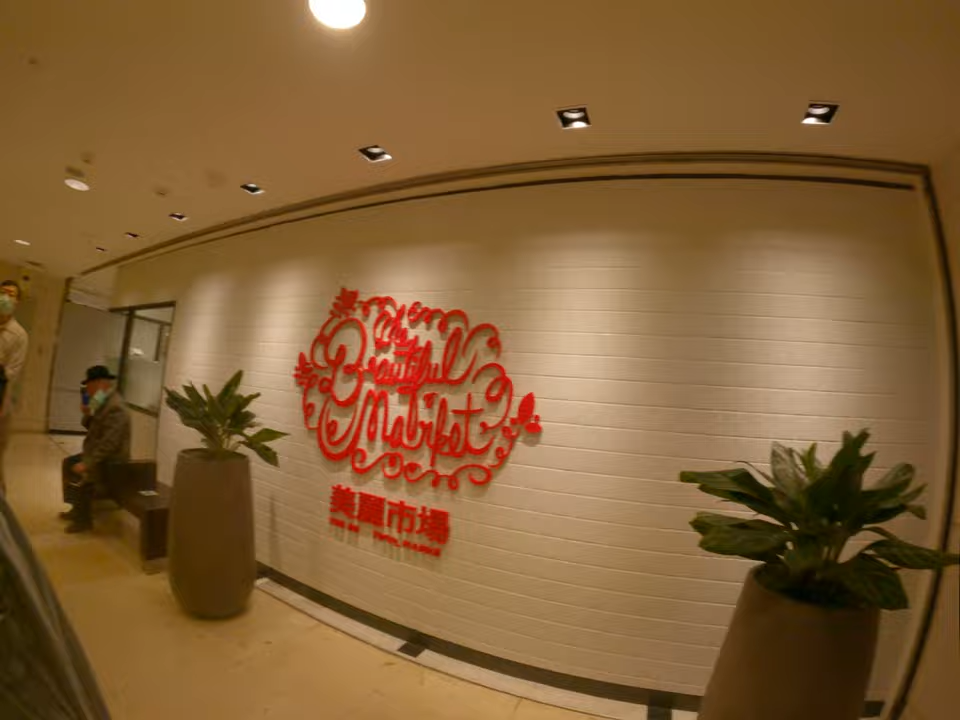 The
Beautiful
Market
美麗市場